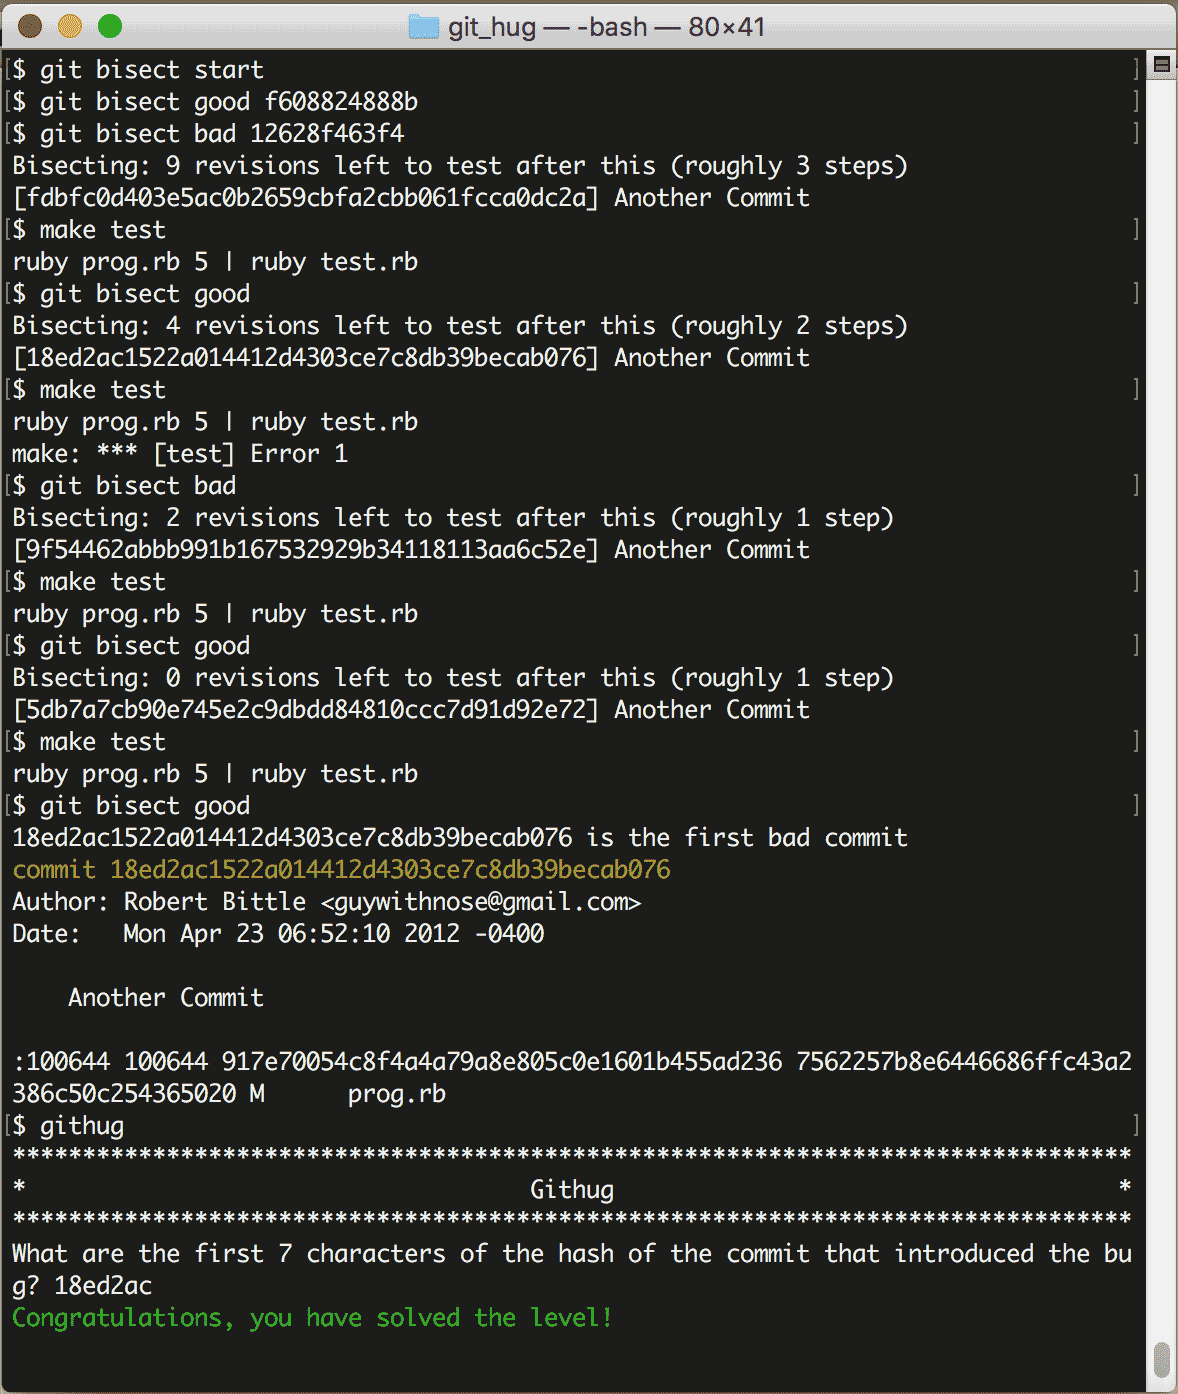 git_hug — -bash — 80×41
[$ git bisect start ]
[$ git bisect good f608824888b ]
[$ git bisect bad 12628f463f4 ]
Bisecting: 9 revisions left to test after this (roughly 3 steps)
[fdbfc0d403e5ac0b2659cbfa2cbb061fcca0dc2a] Another Commit
[$ make test ]
ruby prog.rb 5 | ruby test.rb
[$ git bisect good ]
Bisecting: 4 revisions left to test after this (roughly 2 steps)
[18ed2ac1522a014412d4303ce7c8db39becab076] Another Commit
[$ make test ]
ruby prog.rb 5 | ruby test.rb
make: *** [test] Error 1
[$ git bisect bad ]
Bisecting: 2 revisions left to test after this (roughly 1 step)
[9f54462abbb991b167532929b34118113aa6c52e] Another Commit
[$ make test ]
ruby prog.rb 5 | ruby test.rb
[$ git bisect good ]
Bisecting: 0 revisions left to test after this (roughly 1 step)
[5db7a7cb90e745e2c9dbdd84810ccc7d91d92e72] Another Commit
[$ make test ]
ruby prog.rb 5 | ruby test.rb
[$ git bisect good ]
18ed2ac1522a014412d4303ce7c8db39becab076 is the first bad commit
commit 18ed2ac1522a014412d4303ce7c8db39becab076
Author: Robert Bittle <guywithnose@gmail.com>
Date:   Mon Apr 23 06:52:10 2012 -0400
    Another Commit
:100644 100644 917e70054c8f4a4a79a8e805c0e1601b455ad236 7562257b8e6446686ffc43a2
386c50c254365020 M      prog.rb
[$ githug ]
********************************************************************************
*                                    Githug                                    *
********************************************************************************
What are the first 7 characters of the hash of the commit that introduced the bu
g? 18ed2ac
Congratulations, you have solved the level!